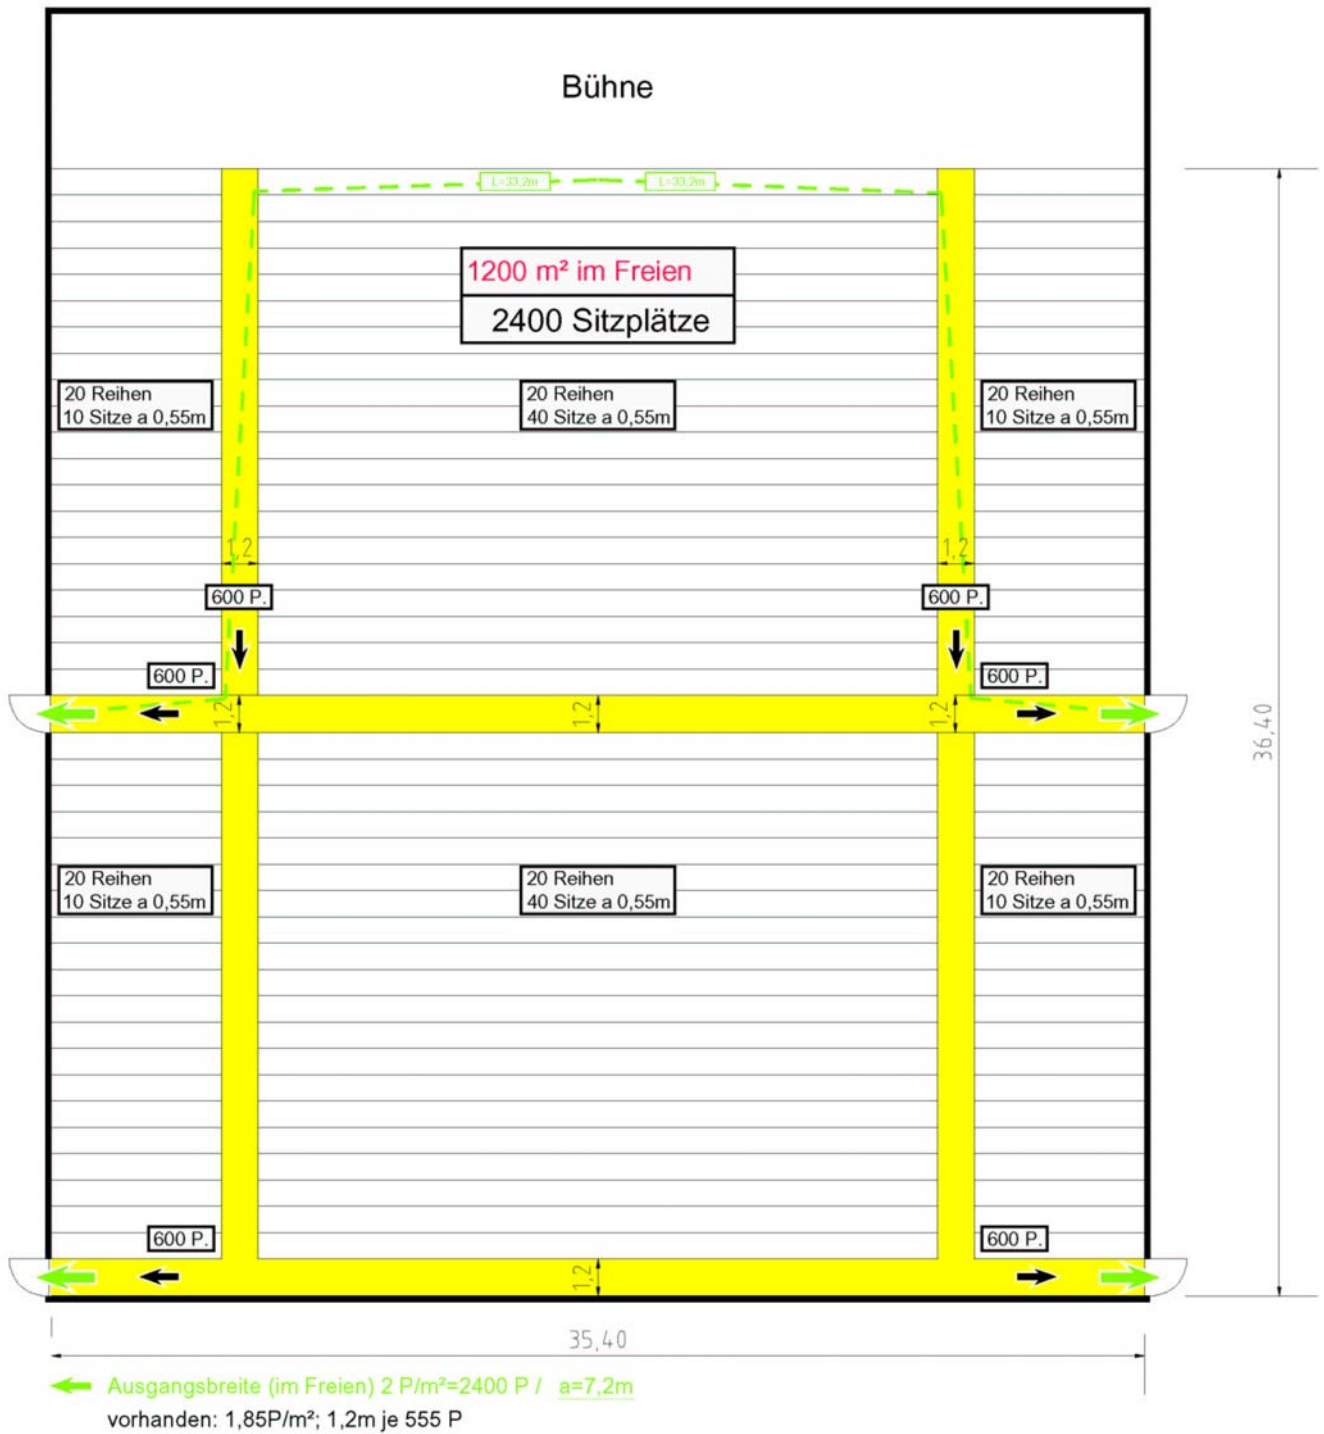 Bühne
L=33,2m
L=33,2m
1200 m² im Freien
2400 Sitzplätze
20 Reihen
10 Sitze a 0,55m
20 Reihen
40 Sitze a 0,55m
20 Reihen
10 Sitze a 0,55m
1,2
1,2
600 P.
600 P.
600 P.
600 P.
1,2
1,2
1,2
36,40
20 Reihen
10 Sitze a 0,55m
20 Reihen
40 Sitze a 0,55m
20 Reihen
10 Sitze a 0,55m
600 P.
600 P.
1,2
35,40
Ausgangsbreite (im Freien) 2 P/m²=2400 P / a=7,2m
vorhanden: 1,85P/m²; 1,2m je 555 P